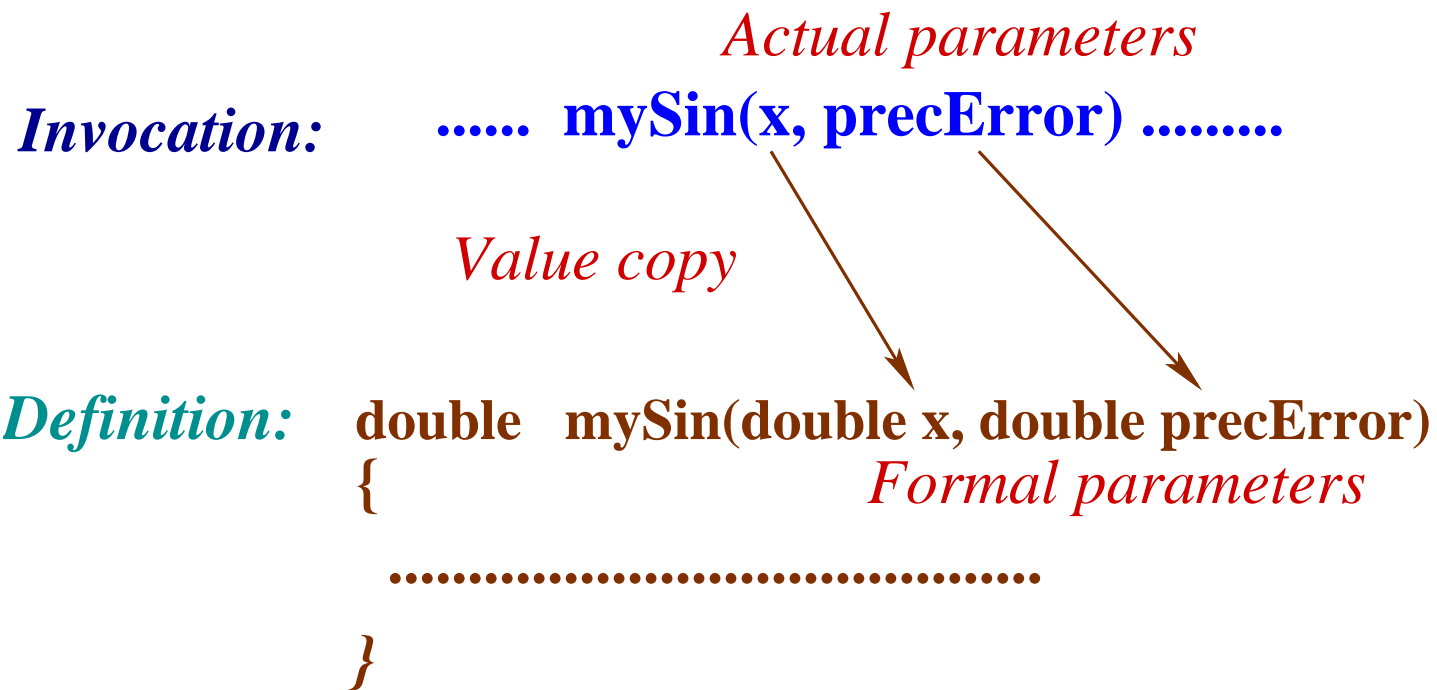 Actual parameters
Invocation: ...... mySin(x, precError) .........
Value copy
Definition: double mySin(double x, double precError)
{ Formal parameters
.........................................
}